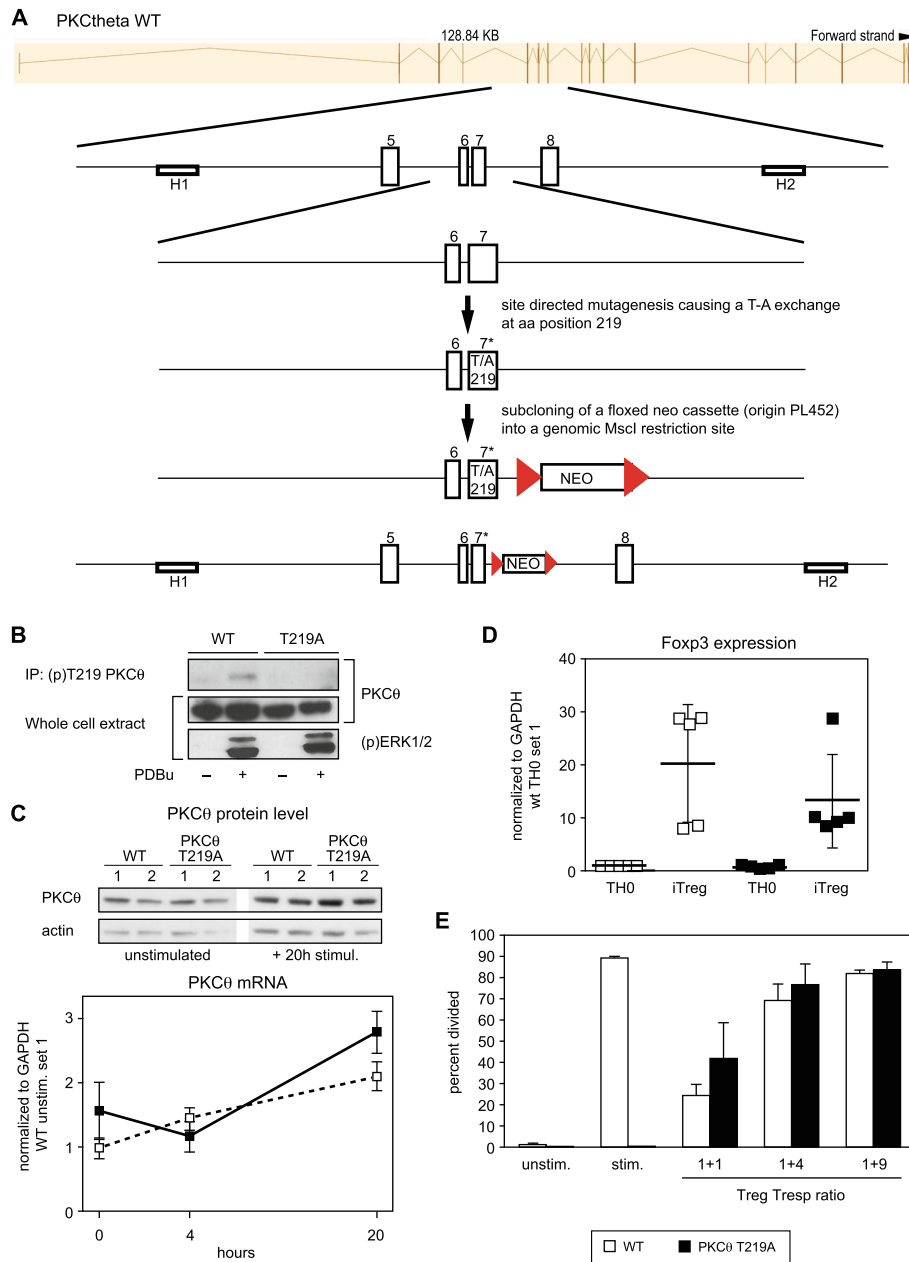 A PKCtheta WT
128.84 KB Forward strand
5 6 7 8
H1 H2
6 7
site directed mutagenesis causing a T-A exchange
at aa position 219
6 7*
T/A
219
subcloning of a floxed neo cassette (origin PL452)
into a genomic MscI restriction site
6 7*
T/A
219 NEO
5 6 7* 8
NEO
H1 H2
B
WT T219A
IP: (p)T219 PKCθ
PKCθ
Whole cell extract
(p)ERK1/2
PDBu – + – +
C
PKCθ protein level
WT PKCθ T219A WT PKCθ T219A
1 2 1 2 1 2 1 2
PKCθ
actin
unstimulated + 20h stimul.
PKCθ mRNA
normalized to GAPDH
WT unstim. set 1
3
2
1
0
0 4 20
hours
D
Foxp3 expression
normalized to GAPDH
wt TH0 set 1
40
30
20
10
0
TH0 iTreg TH0 iTreg
E
percent divided
100
90
80
70
60
50
40
30
20
10
0
unstim. stim. 1+1 1+4 1+9
Treg Tresp ratio
WT PKCθ T219A